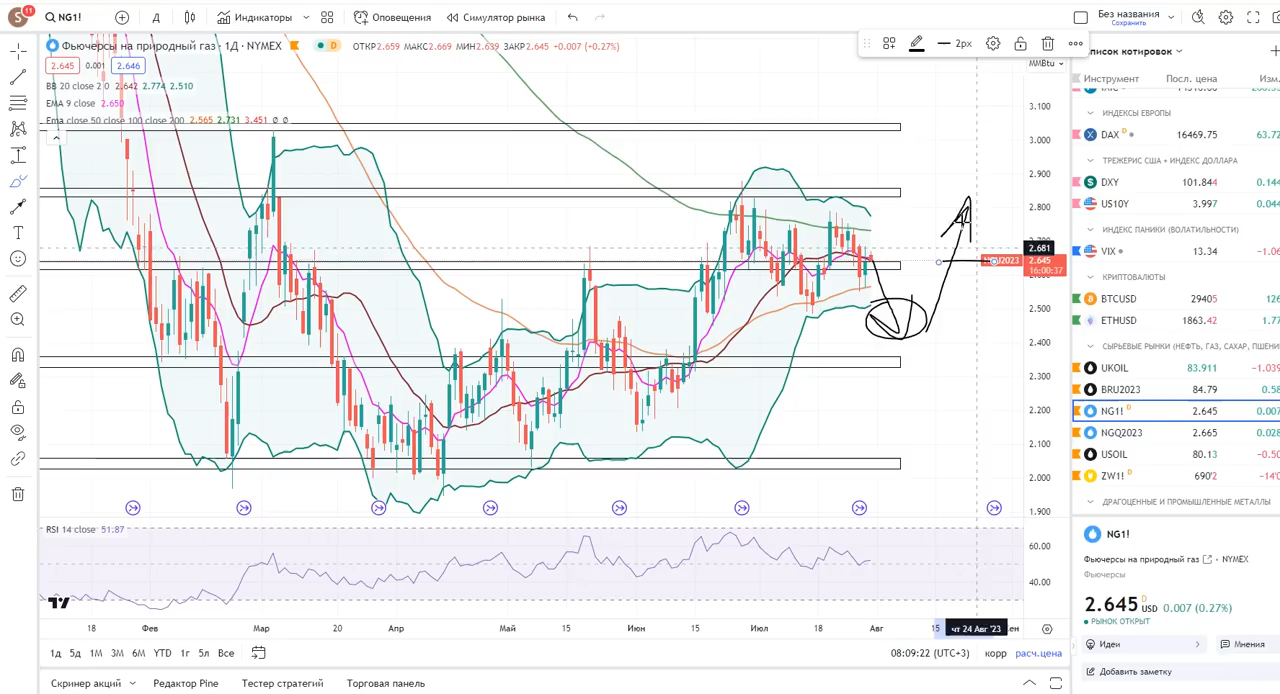 S 11 NG1! Д Индикаторы Оповещения Симулятор рынка Без названия
Сохранить
Фьючерсы на природный газ · 1Д · NYMEX D ОТКР2.659 МАКС2.669 МИН2.639 ЗАКР2.645 +0.007 (+0.27%)
2.645 0.001 2.646
BB 20 close 2 0 2.642 2.774 2.510
EMA 9 close 2.650
Ema close 50 close 100 close 200 2.565 2.731 3.451 ∅ ∅
2px
MMBtu
3.100
3.000
2.900
2.800
2.681
2.645
16:00:37
2.500
2.400
2.300
2.200
2.100
2.000
1.900
RSI 14 close 51.87
60.00
40.00
18 Фев Мар 20 Апр Май 15 Июн 15 Июл 18 Авг 15 чт 24 Авг '23
1д 5д 1М 3М 6М YTD 1г 5л Все 08:09:22 (UTC+3) корр расч.цена
Скринер акций Редактор Pine Тестер стратегий Торговая панель
список котировок
Инструмент Посл. цена Изм.
ИНДЕКСЫ ЕВРОПЫ
DAX D 16469.75 63.72
ТРЕЖЕРИС США + ИНДЕКС ДОЛЛАРА
DXY 101.844 0.144
US10Y 3.997 0.044
ИНДЕКС ПАНИКИ (ВОЛАТИЛЬНОСТИ)
VIX 13.34 −1.06
КРИПТОВАЛЮТЫ
BTCUSD 29405 126
ETHUSD 1863.42 1.77
СЫРЬЕВЫЕ РЫНКИ (НЕФТЬ, ГАЗ, САХАР, ПШЕНИ
UKOIL 83.911 −1.039
BRU2023 84.79 0.58
NG1! D 2.645 0.007
NGQ2023 2.665 0.028
USOIL 80.13 −0.50
ZW1! D 690'2 −14'0
ДРАГОЦЕННЫЕ И ПРОМЫШЛЕННЫЕ МЕТАЛЛЫ
NG1!
Фьючерсы на природный газ • NYMEX
Фьючерсы
2.645 D USD 0.007 (0.27%)
РЫНОК ОТКРЫТ
Идеи Мнения
Добавить заметку